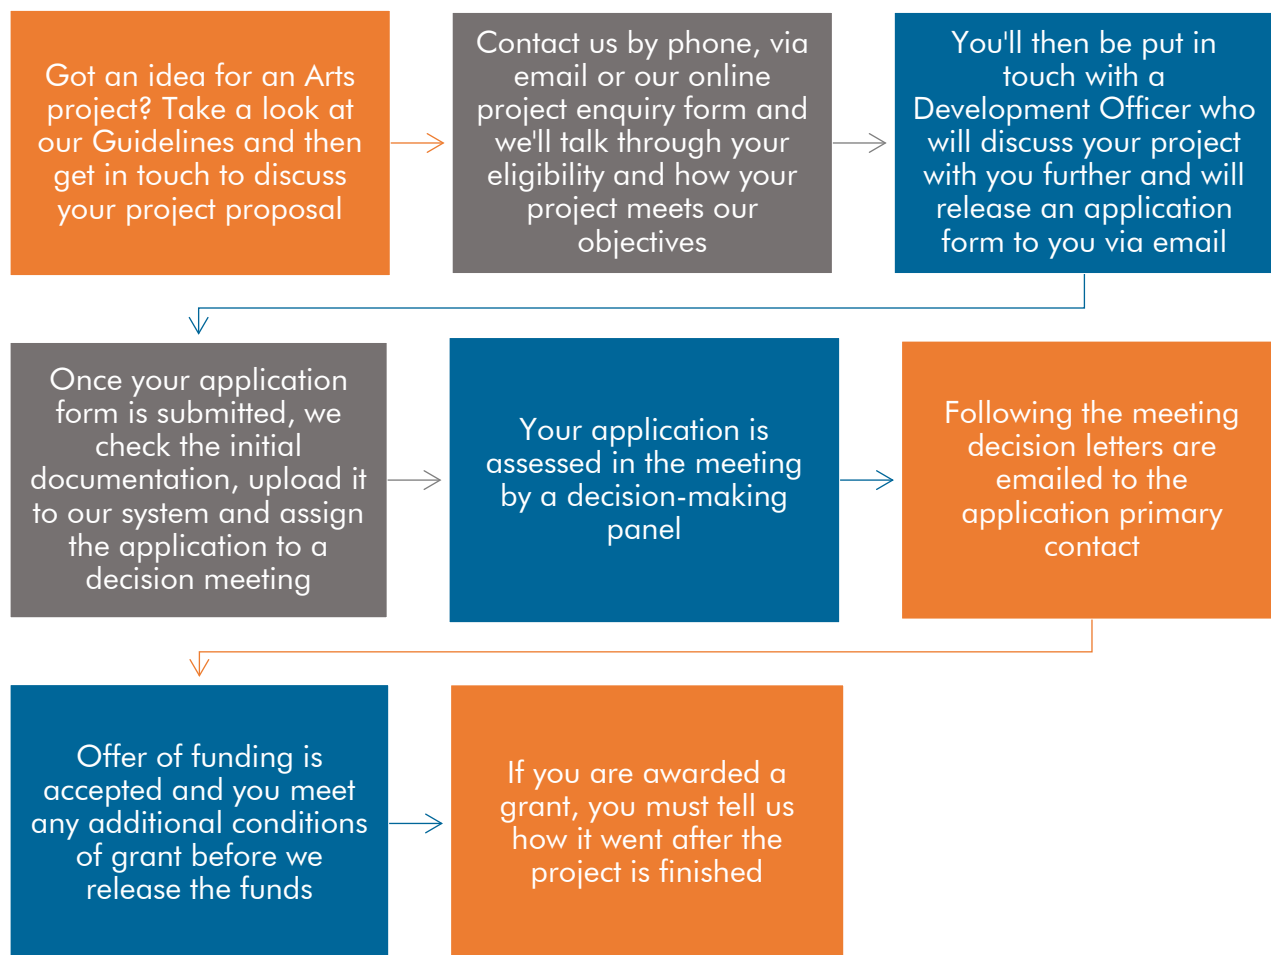 Got an idea for an Arts
project? Take a look at
our Guidelines and then
get in touch to discuss
your project proposal
Contact us by phone, via
email or our online
project enquiry form and
we'll talk through your
eligibility and how your
project meets our
objectives
You'll then be put in
touch with a
Development Officer who
will discuss your project
with you further and will
release an application
form to you via email
Once your application
form is submitted, we
check the initial
documentation, upload it
to our system and assign
the application to a
decision meeting
Your application is
assessed in the meeting
by a decision-making
panel
Following the meeting
decision letters are
emailed to the
application primary
contact
Offer of funding is
accepted and you meet
any additional conditions
of grant before we
release the funds
If you are awarded a
grant, you must tell us
how it went after the
project is finished